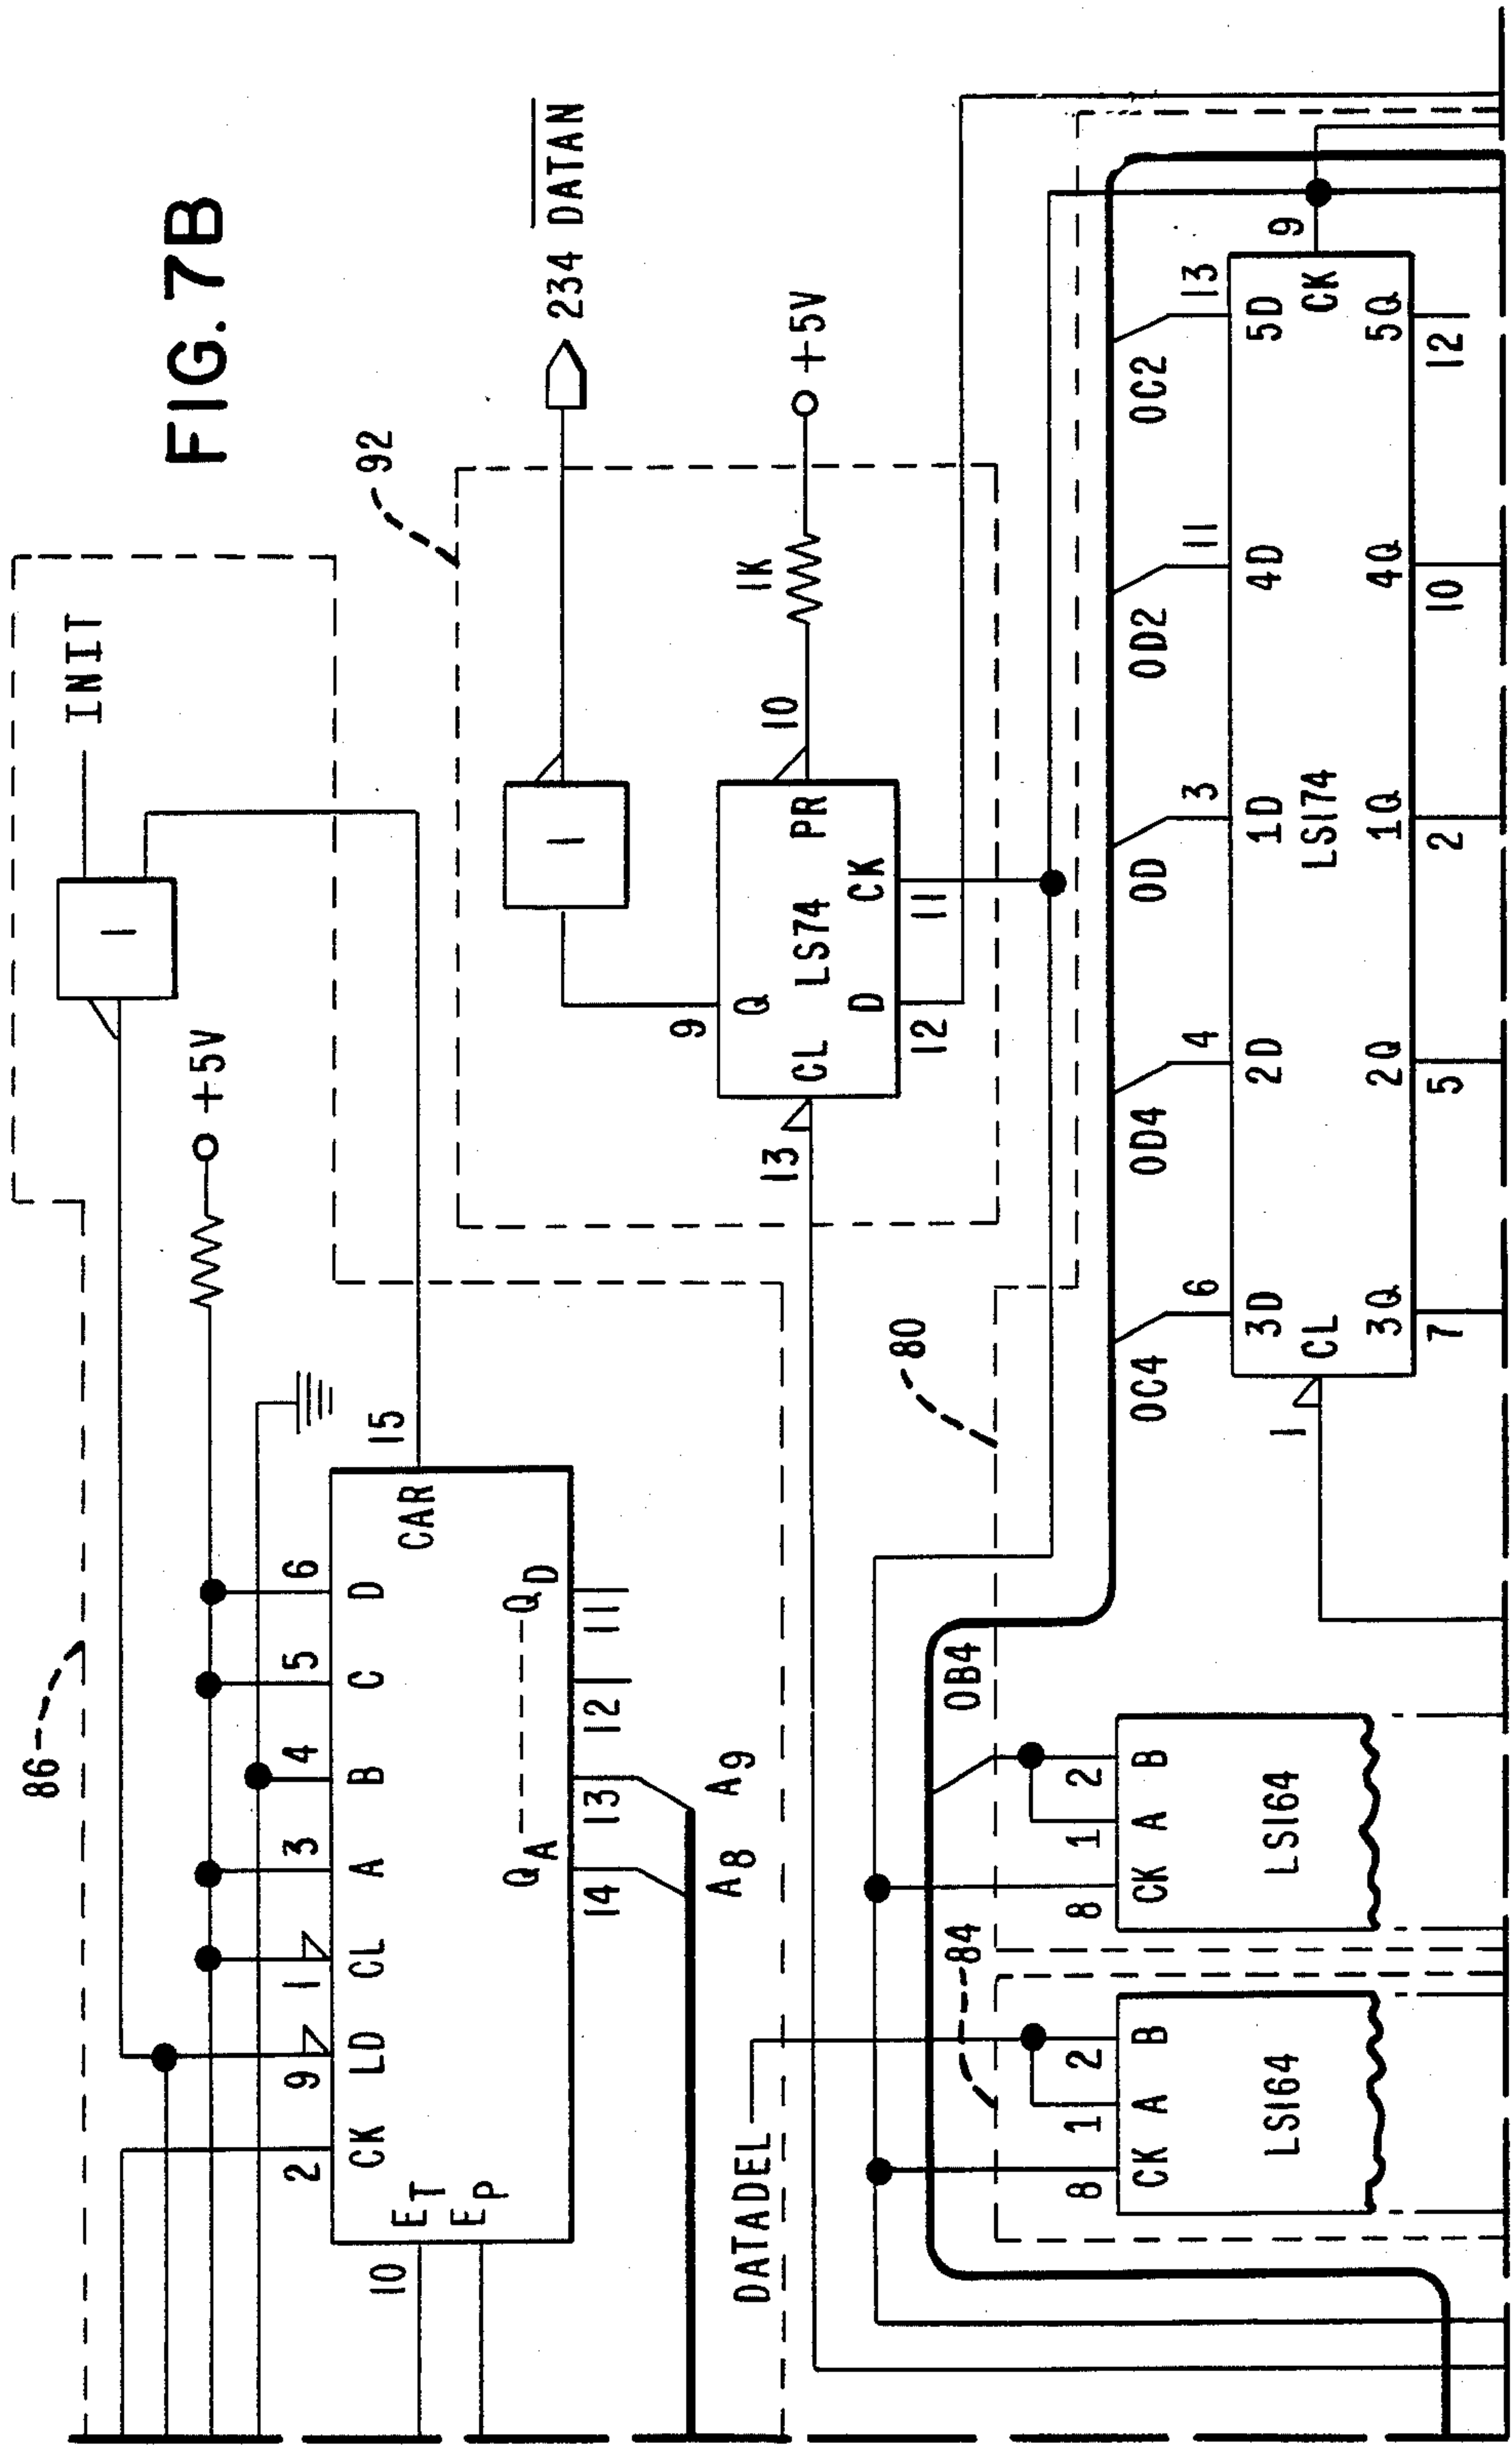 FIG. 7B
INIT
1
+5V
86
92
234 DATAN
1
2 9 1 3 4 5 6
CK LD CL A B C D
ET
EP
CAR
15
10
QA QD
14 13 12 11
A8 A9
9
Q
PR
10
1K
+5V
LS74
CL
13
D CK
12 11
DATADEL
84
80
OB4
8 1 2
CK A B
LS164
8 1 2
CK A B
LS164
OC4 OD4 OD OD2 OC2
6 4 3 11 13
3D 2D 1D 4D 5D
1
CL
LS174
CK
9
3Q 2Q 1Q 4Q 5Q
7 5 2 10 12